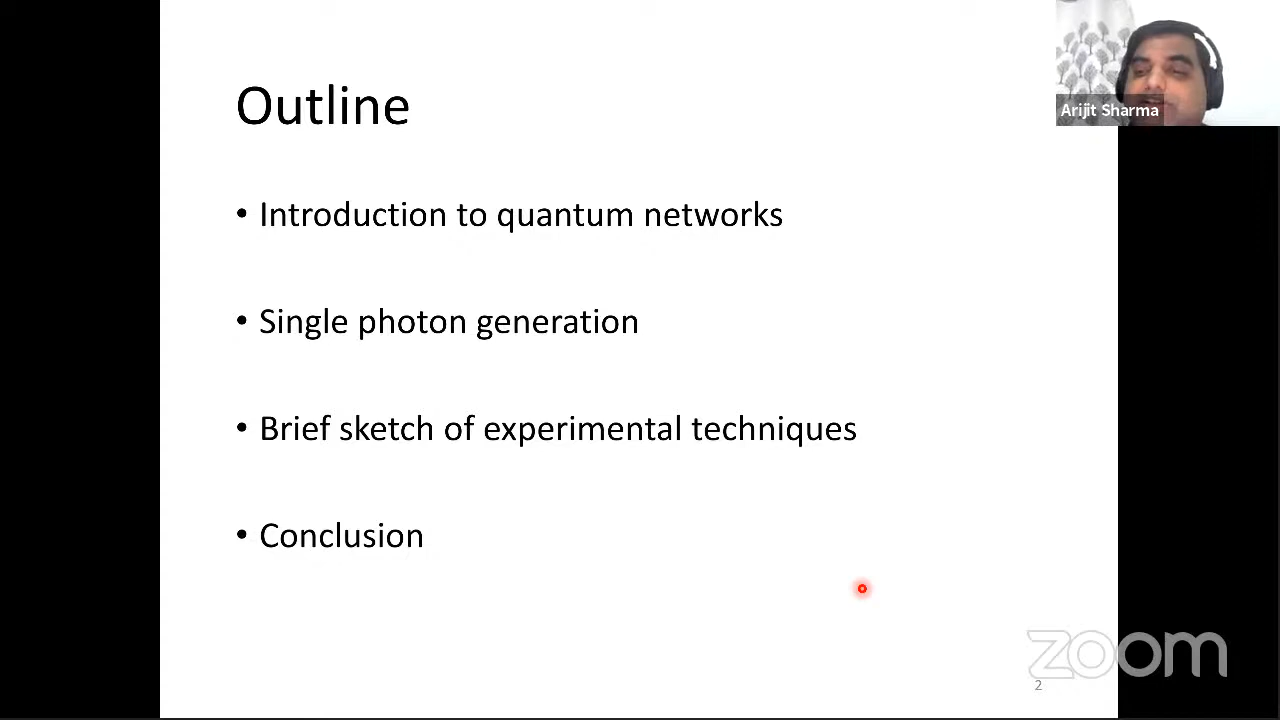 Outline
Arijit Sharma
• Introduction to quantum networks
• Single photon generation
• Brief sketch of experimental techniques
• Conclusion
zoom
2